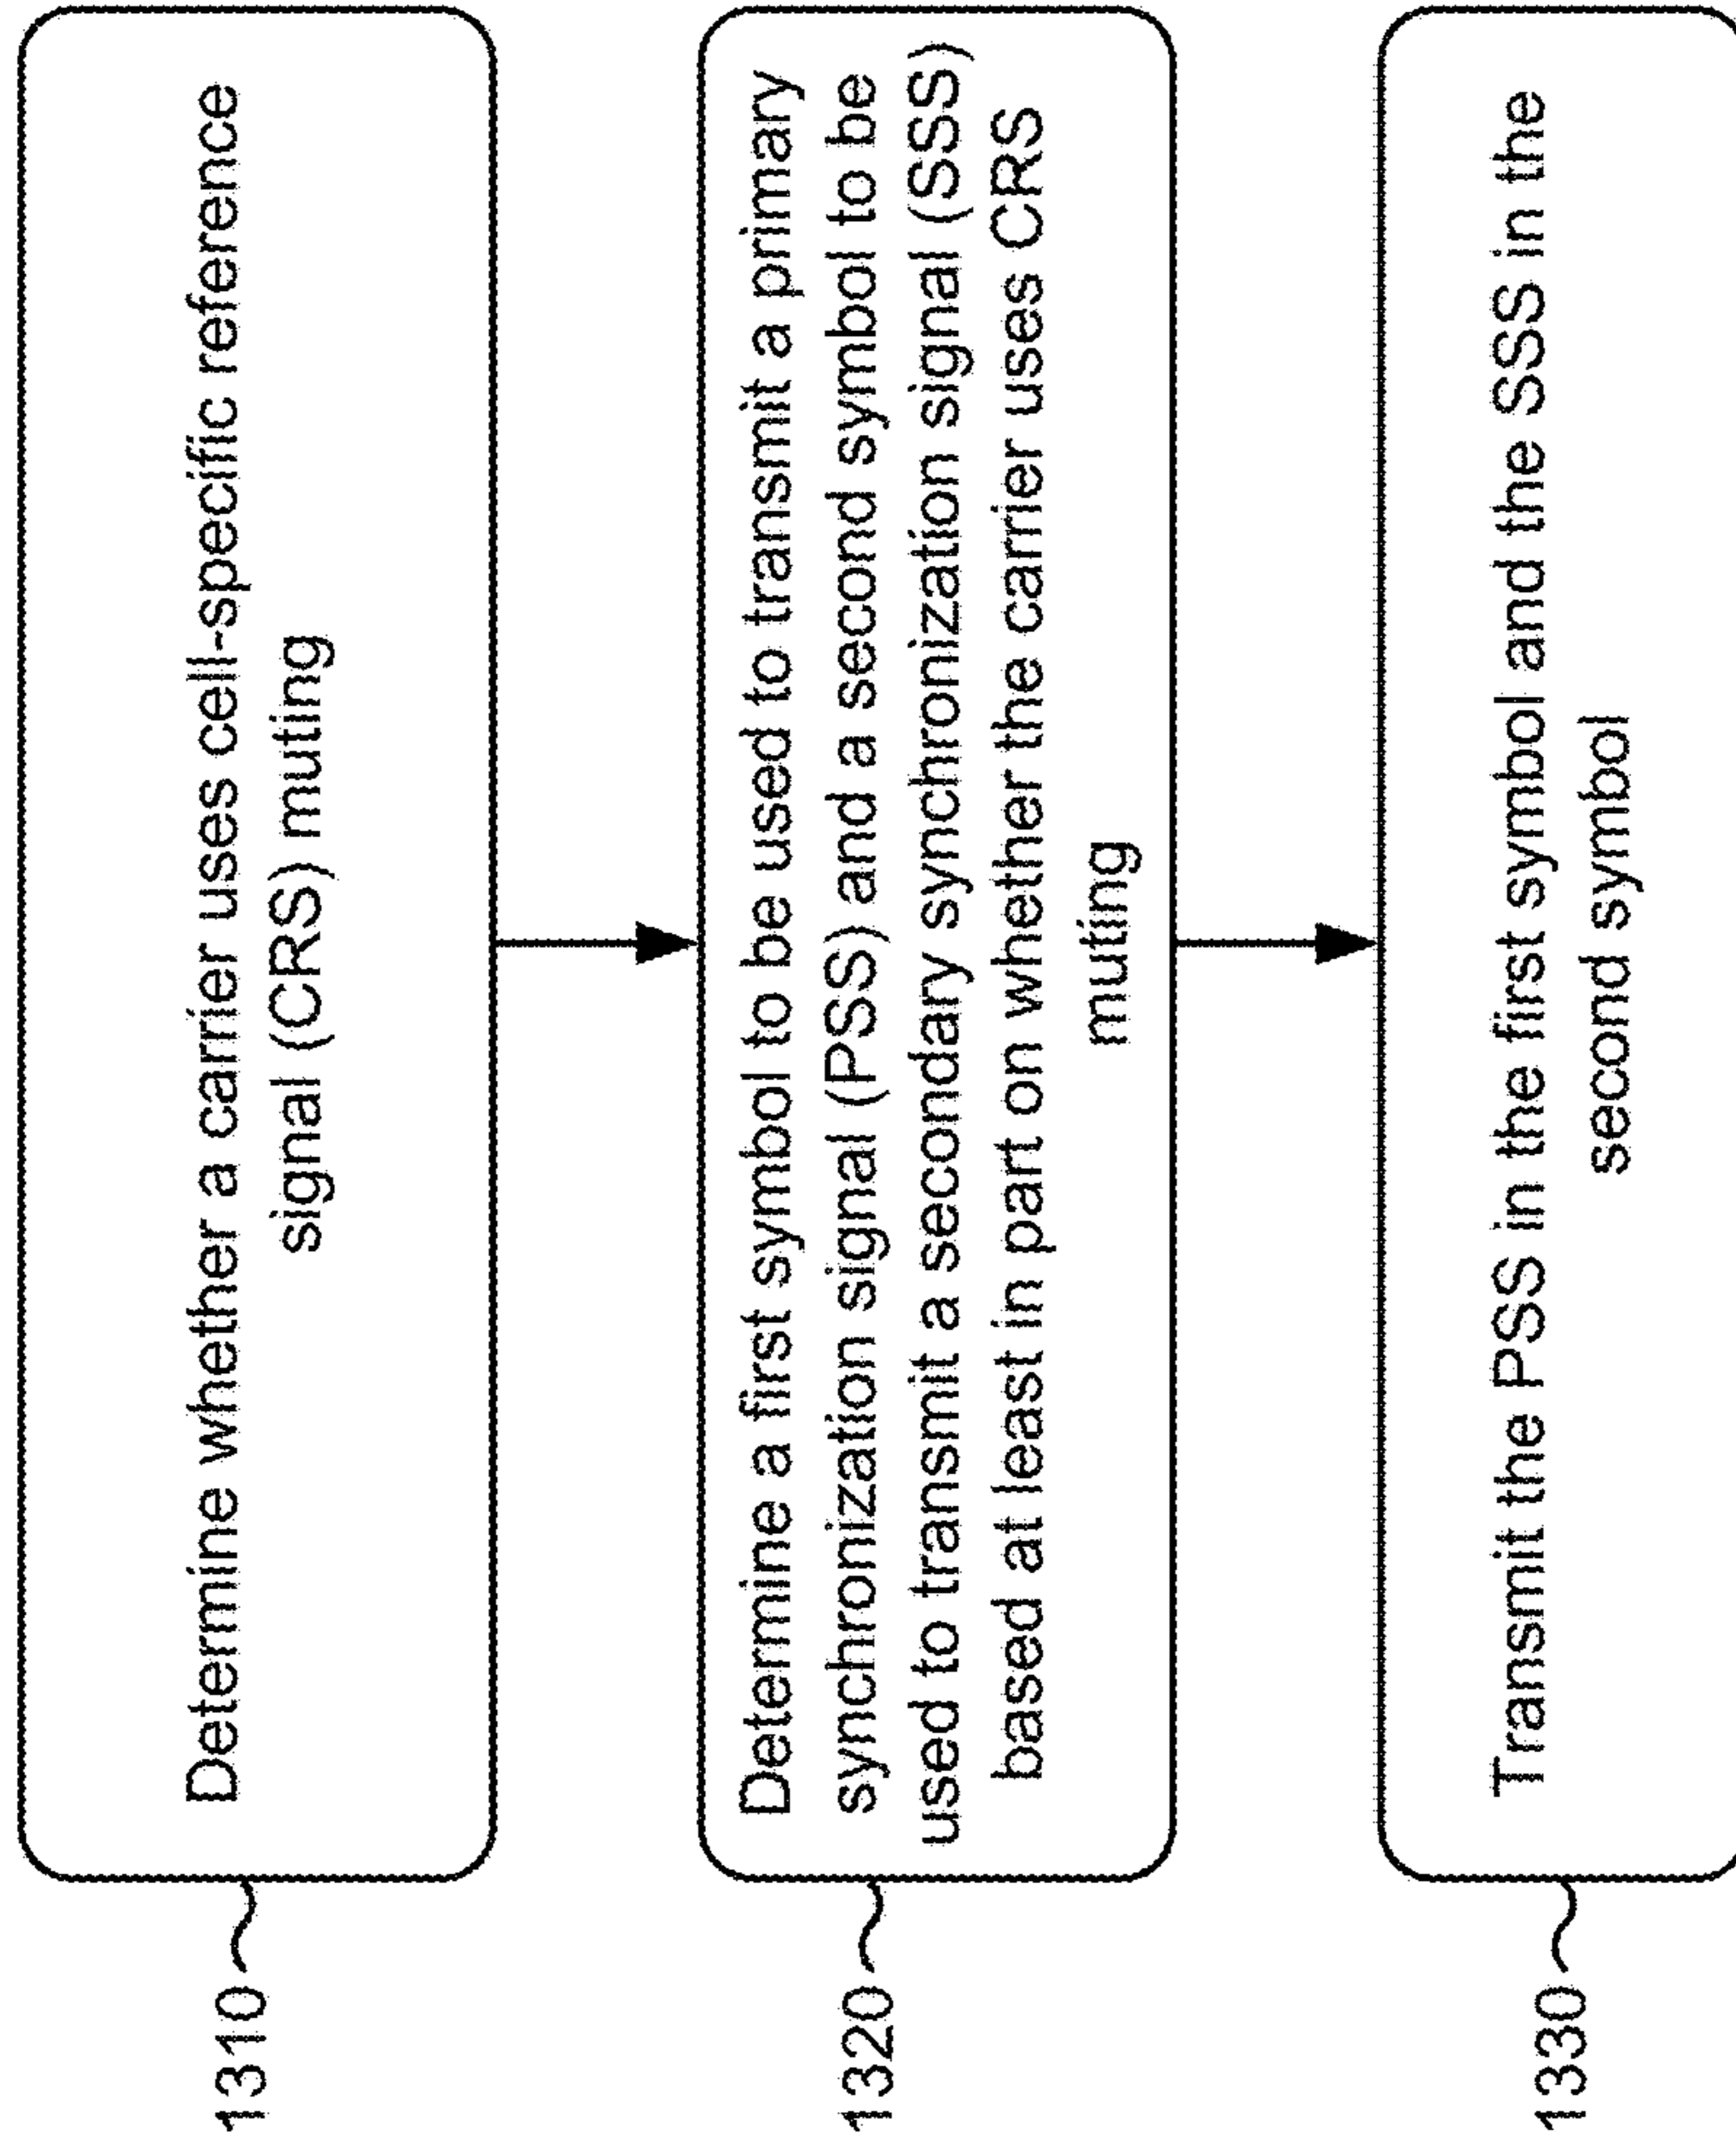 1310
Determine whether a carrier uses cell-specific reference
signal (CRS) muting
1320
Determine a first symbol to be used to transmit a primary
synchronization signal (PSS) and a second symbol to be
used to transmit a secondary synchronization signal (SSS)
based at least in part on whether the carrier uses CRS
muting
1330
Transmit the PSS in the first symbol and the SSS in the
second symbol